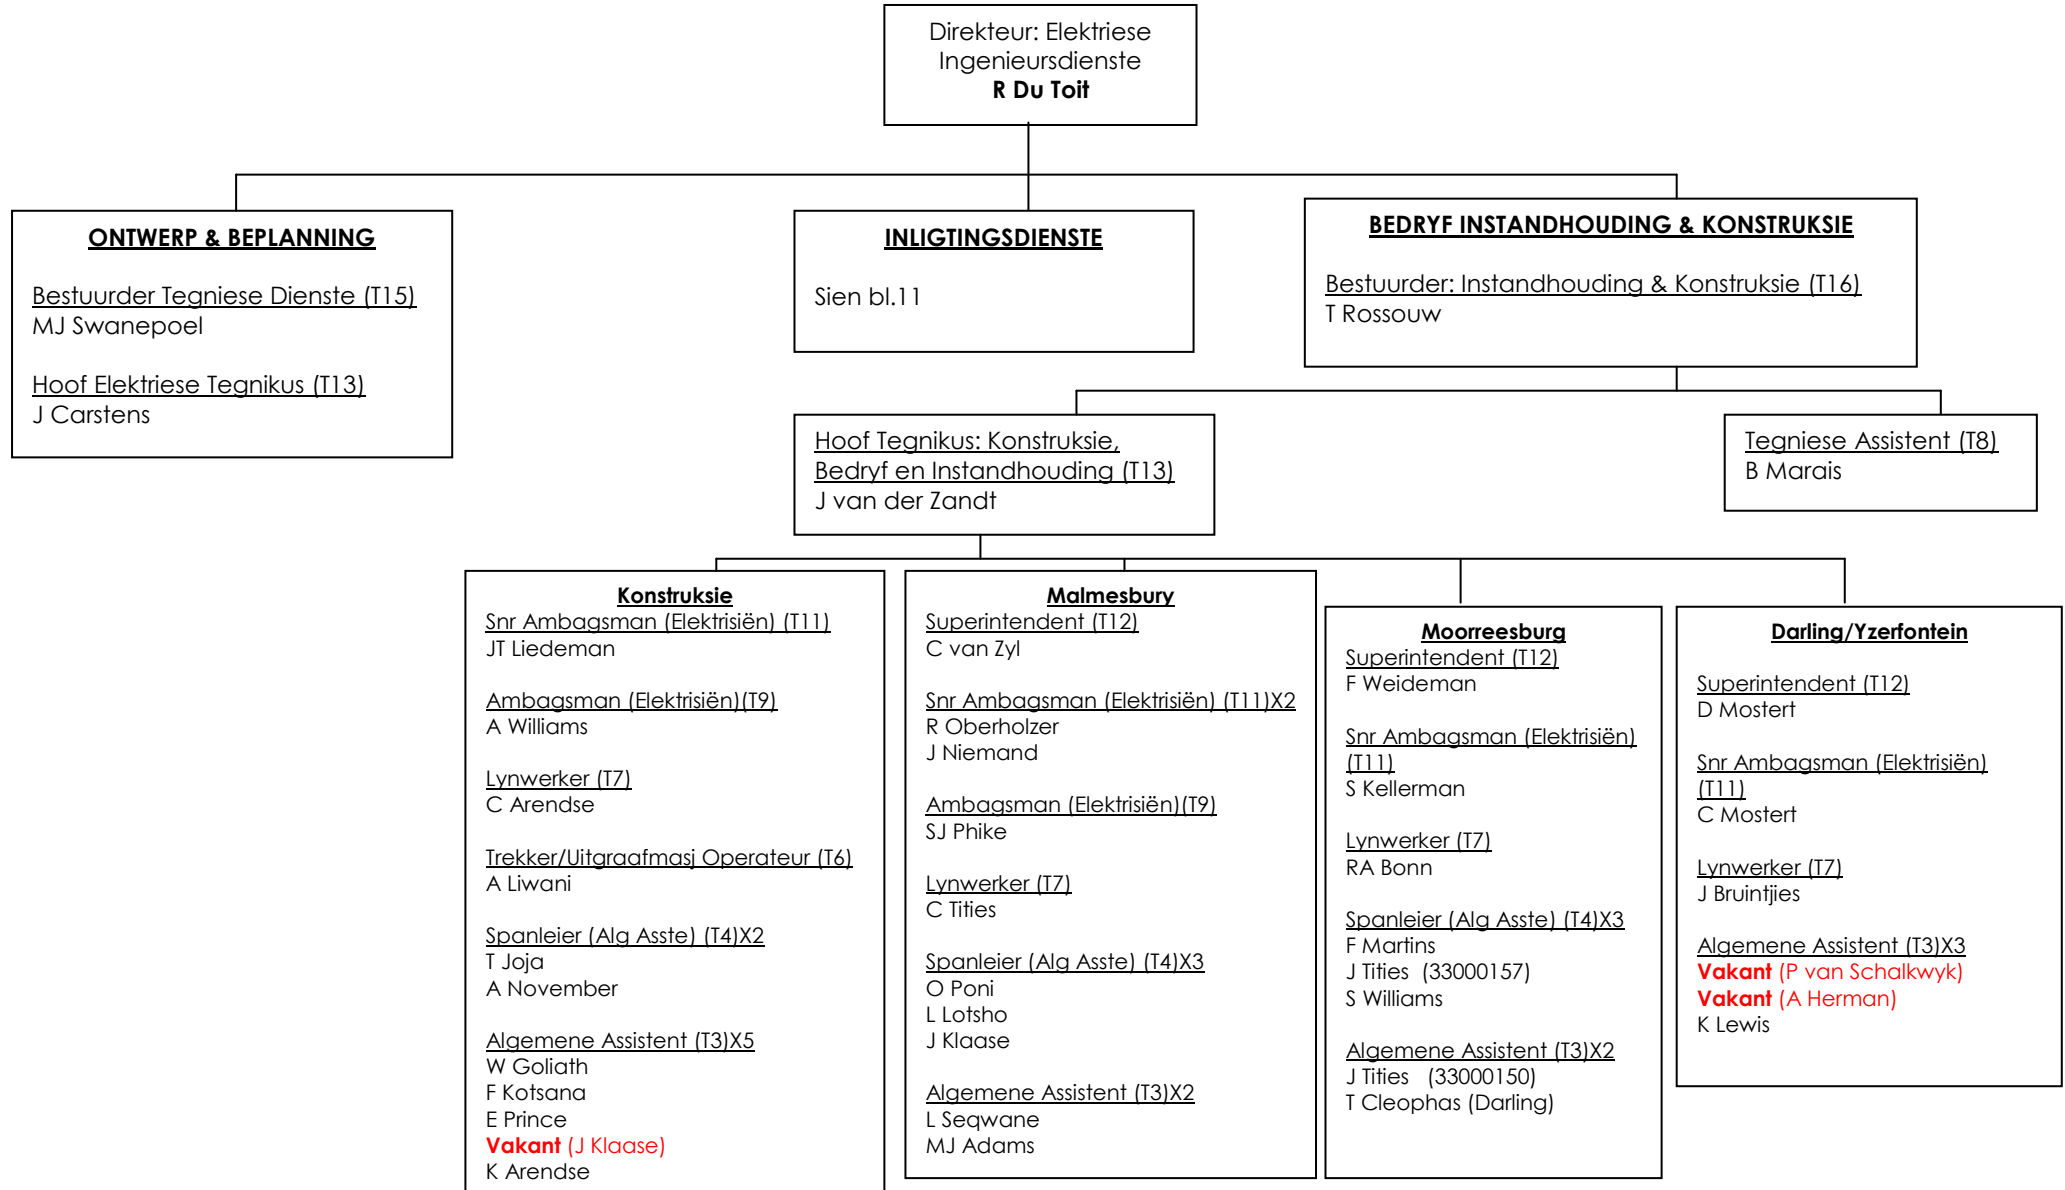 Direkteur: Elektriese
Ingenieursdienste
R Du Toit
ONTWERP & BEPLANNING
Bestuurder Tegniese Dienste (T15)
MJ Swanepoel
Hoof Elektriese Tegnikus (T13)
J Carstens
INLIGTINGSDIENSTE
Sien bl.11
BEDRYF INSTANDHOUDING & KONSTRUKSIE
Bestuurder: Instandhouding & Konstruksie (T16)
T Rossouw
Hoof Tegnikus: Konstruksie,
Bedryf en Instandhouding (T13)
J van der Zandt
Tegniese Assistent (T8)
B Marais
Konstruksie
Snr Ambagsman (Elektrisiën) (T11)
JT Liedeman
Ambagsman (Elektrisiën)(T9)
A Williams
Lynwerker (T7)
C Arendse
Trekker/Uitgraafmasj Operateur (T6)
A Liwani
Spanleier (Alg Asste) (T4)X2
T Joja
A November
Algemene Assistent (T3)X5
W Goliath
F Kotsana
E Prince
Vakant (J Klaase)
K Arendse
Malmesbury
Superintendent (T12)
C van Zyl
Snr Ambagsman (Elektrisiën) (T11)X2
R Oberholzer
J Niemand
Ambagsman (Elektrisiën)(T9)
SJ Phike
Lynwerker (T7)
C Tities
Spanleier (Alg Asste) (T4)X3
O Poni
L Lotsho
J Klaase
Algemene Assistent (T3)X2
L Seqwane
MJ Adams
Moorreesburg
Superintendent (T12)
F Weideman
Snr Ambagsman (Elektrisiën)
(T11)
S Kellerman
Lynwerker (T7)
RA Bonn
Spanleier (Alg Asste) (T4)X3
F Martins
J Tities (33000157)
S Williams
Algemene Assistent (T3)X2
J Tities (33000150)
T Cleophas (Darling)
Darling/Yzerfontein
Superintendent (T12)
D Mostert
Snr Ambagsman (Elektrisiën)
(T11)
C Mostert
Lynwerker (T7)
J Bruintjies
Algemene Assistent (T3)X3
Vakant (P van Schalkwyk)
Vakant (A Herman)
K Lewis